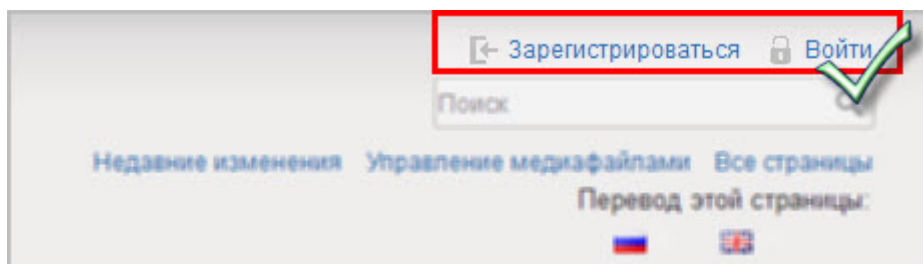 Зарегистрироваться Войти
Поиск
Недавние изменения Управление медиафайлами Все страницы
Перевод этой страницы: